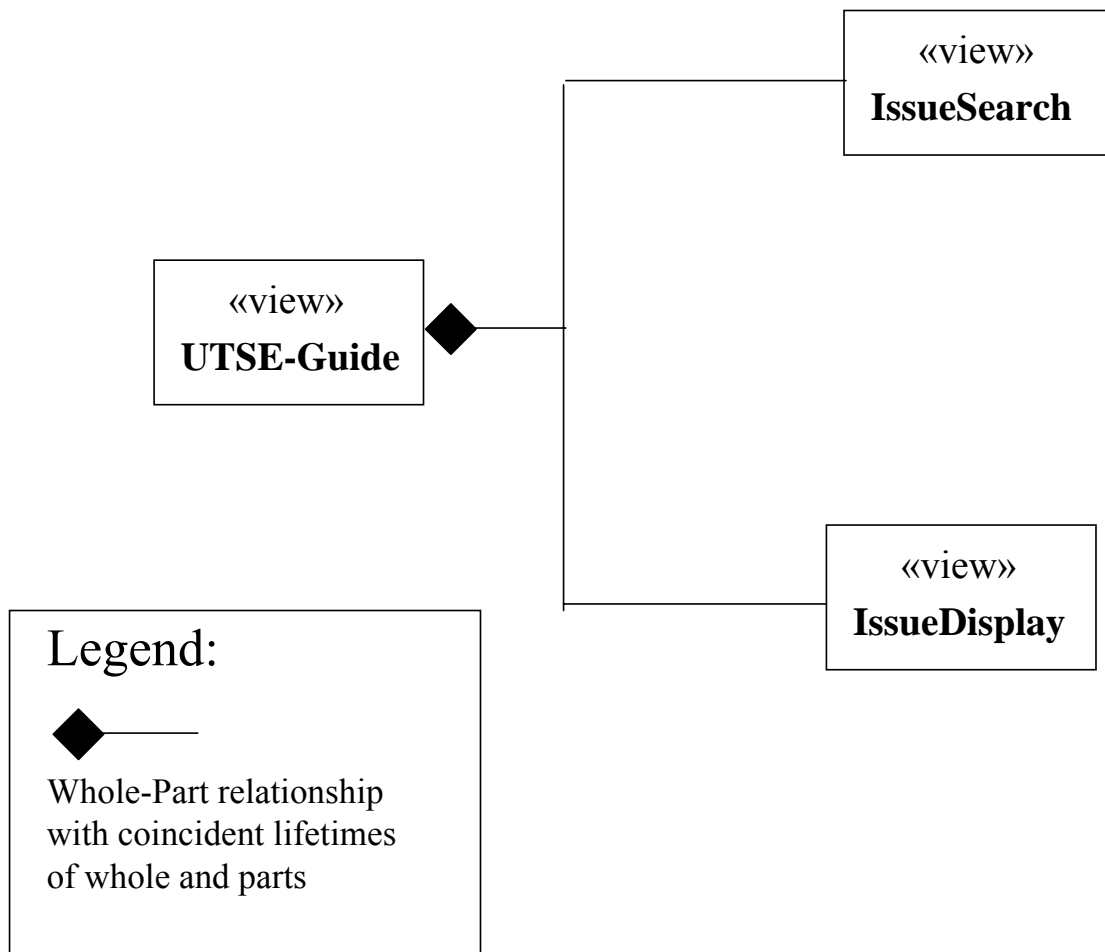 «view»
IssueSearch
«view»
UTSE-Guide
«view»
IssueDisplay
Legend:
Whole-Part relationship
with coincident lifetimes
of whole and parts